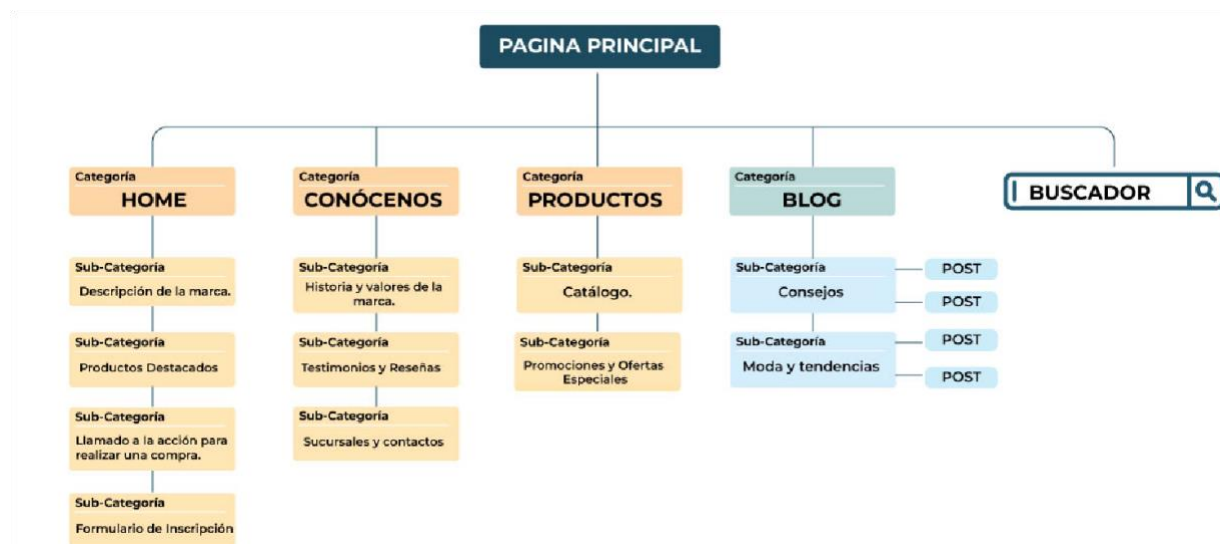 PAGINA PRINCIPAL
Categoría
HOME
Categoría
CONÓCENOS
Categoría
PRODUCTOS
Categoría
BLOG
BUSCADOR
Sub-Categoría
Descripción de la marca.
Sub-Categoría
Productos Destacados
Sub-Categoría
Llamado a la acción para
realizar una compra.
Sub-Categoría
Formulario de Inscripción
Sub-Categoría
Historia y valores de la
marca.
Sub-Categoría
Testimonios y Reseñas
Sub-Categoría
Sucursales y contactos
Sub-Categoría
Catálogo.
Sub-Categoría
Promociones y Ofertas
Especiales
Sub-Categoría
Consejos
POST
POST
Sub-Categoría
Moda y tendencias
POST
POST